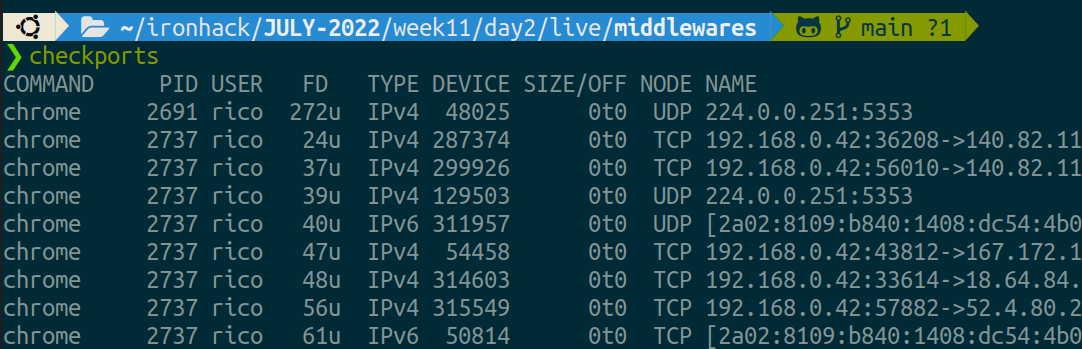 ~/ironhack/JULY-2022/week11/day2/live/middlewares main ?1
❯ checkports
COMMAND PID USER FD TYPE DEVICE SIZE/OFF NODE NAME
chrome 2691 rico 272u IPv4 48025 0t0 UDP 224.0.0.251:5353
chrome 2737 rico 24u IPv4 287374 0t0 TCP 192.168.0.42:36208->140.82.11
chrome 2737 rico 37u IPv4 299926 0t0 TCP 192.168.0.42:56010->140.82.11
chrome 2737 rico 39u IPv4 129503 0t0 UDP 224.0.0.251:5353
chrome 2737 rico 40u IPv6 311957 0t0 UDP [2a02:8109:b840:1408:dc54:4b0
chrome 2737 rico 47u IPv4 54458 0t0 TCP 192.168.0.42:43812->167.172.1
chrome 2737 rico 48u IPv4 314603 0t0 TCP 192.168.0.42:33614->18.64.84.
chrome 2737 rico 56u IPv4 315549 0t0 TCP 192.168.0.42:57882->52.4.80.2
chrome 2737 rico 61u IPv6 50814 0t0 TCP [2a02:8109:b840:1408:dc54:4b0